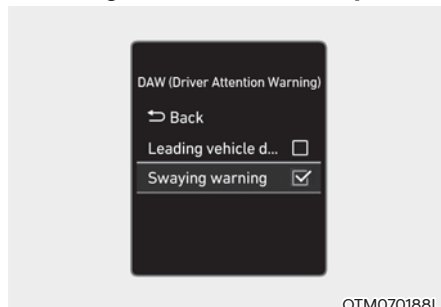 DAW (Driver Attention Warning)
Back
Leading vehicle d...
Swaying warning
OTM070188L